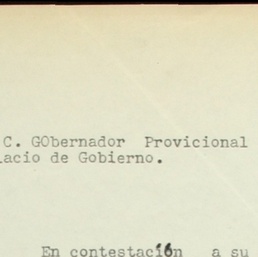 C. GObernador Provicional
lacio de Gobierno.
En contestación a su